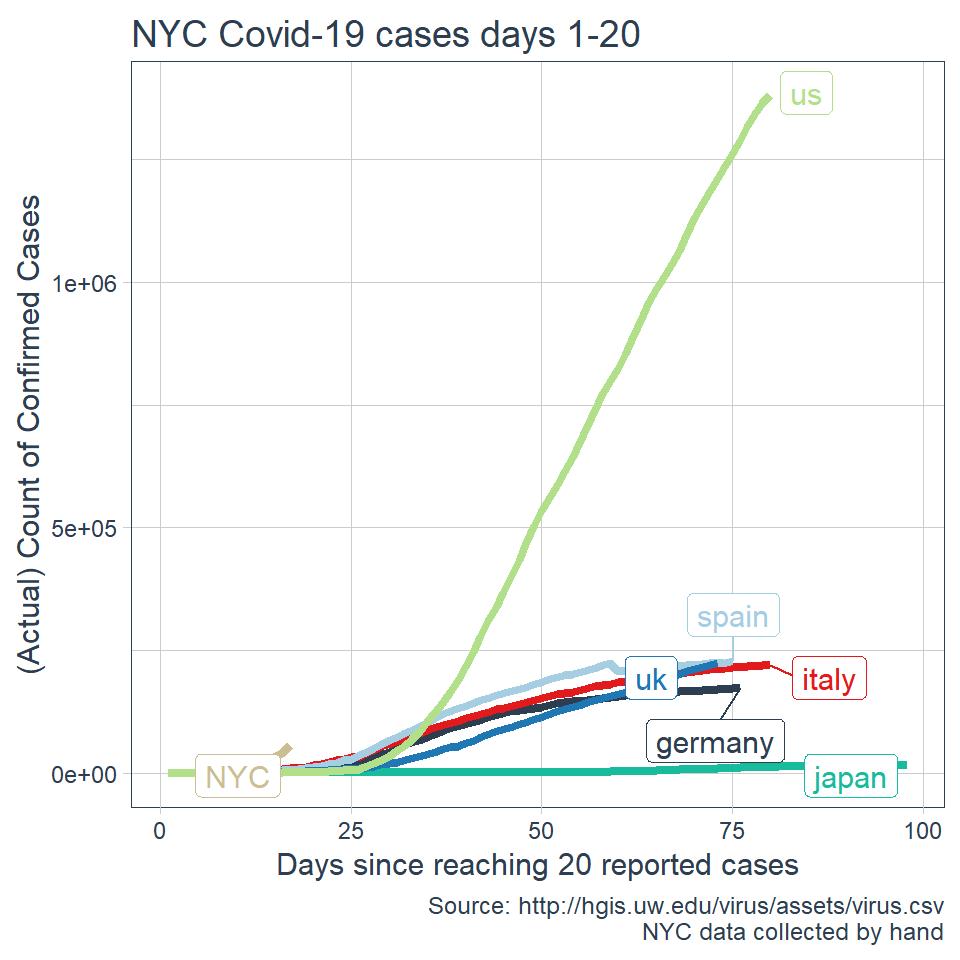 NYC Covid-19 cases days 1-20
(Actual) Count of Confirmed Cases
1e+06
5e+05
0e+00
us
spain
uk
italy
germany
NYC
japan
0 25 50 75 100
Days since reaching 20 reported cases
Source: http://hgis.uw.edu/virus/assets/virus.csv
NYC data collected by hand